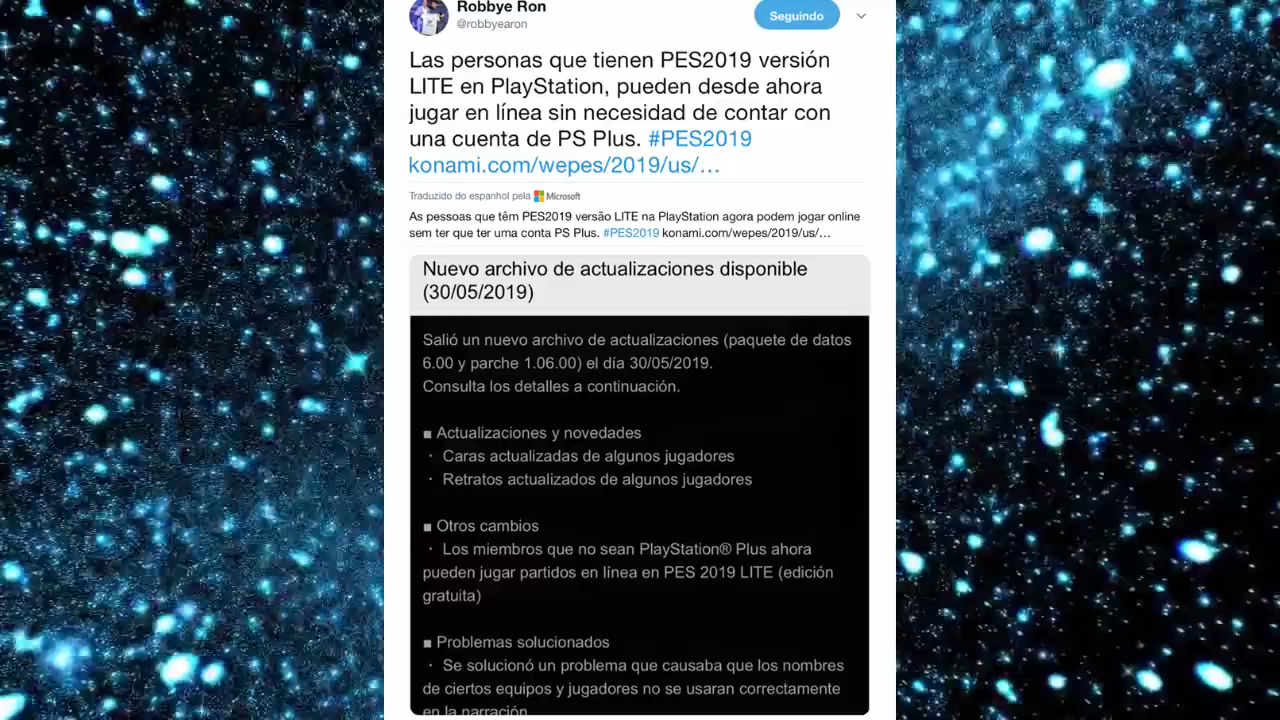 Robbye Ron
@robbyearon
Seguindo
Las personas que tienen PES2019 versión
LITE en PlayStation, pueden desde ahora
jugar en línea sin necesidad de contar con
una cuenta de PS Plus. #PES2019
konami.com/wepes/2019/us/...
Traduzido do espanhol pela Microsoft
As pessoas que têm PES2019 versão LITE na PlayStation agora podem jogar online
sem ter que ter uma conta PS Plus. #PES2019 konami.com/wepes/2019/us/...
Nuevo archivo de actualizaciones disponible
(30/05/2019)
Salió un nuevo archivo de actualizaciones (paquete de datos
6.00 y parche 1.06.00) el día 30/05/2019.
Consulta los detalles a continuación.
■ Actualizaciones y novedades
・ Caras actualizadas de algunos jugadores
・ Retratos actualizados de algunos jugadores
■ Otros cambios
・ Los miembros que no sean PlayStation® Plus ahora
pueden jugar partidos en línea en PES 2019 LITE (edición
gratuita)
■ Problemas solucionados
・ Se solucionó un problema que causaba que los nombres
de ciertos equipos y jugadores no se usaran correctamente
en la narración